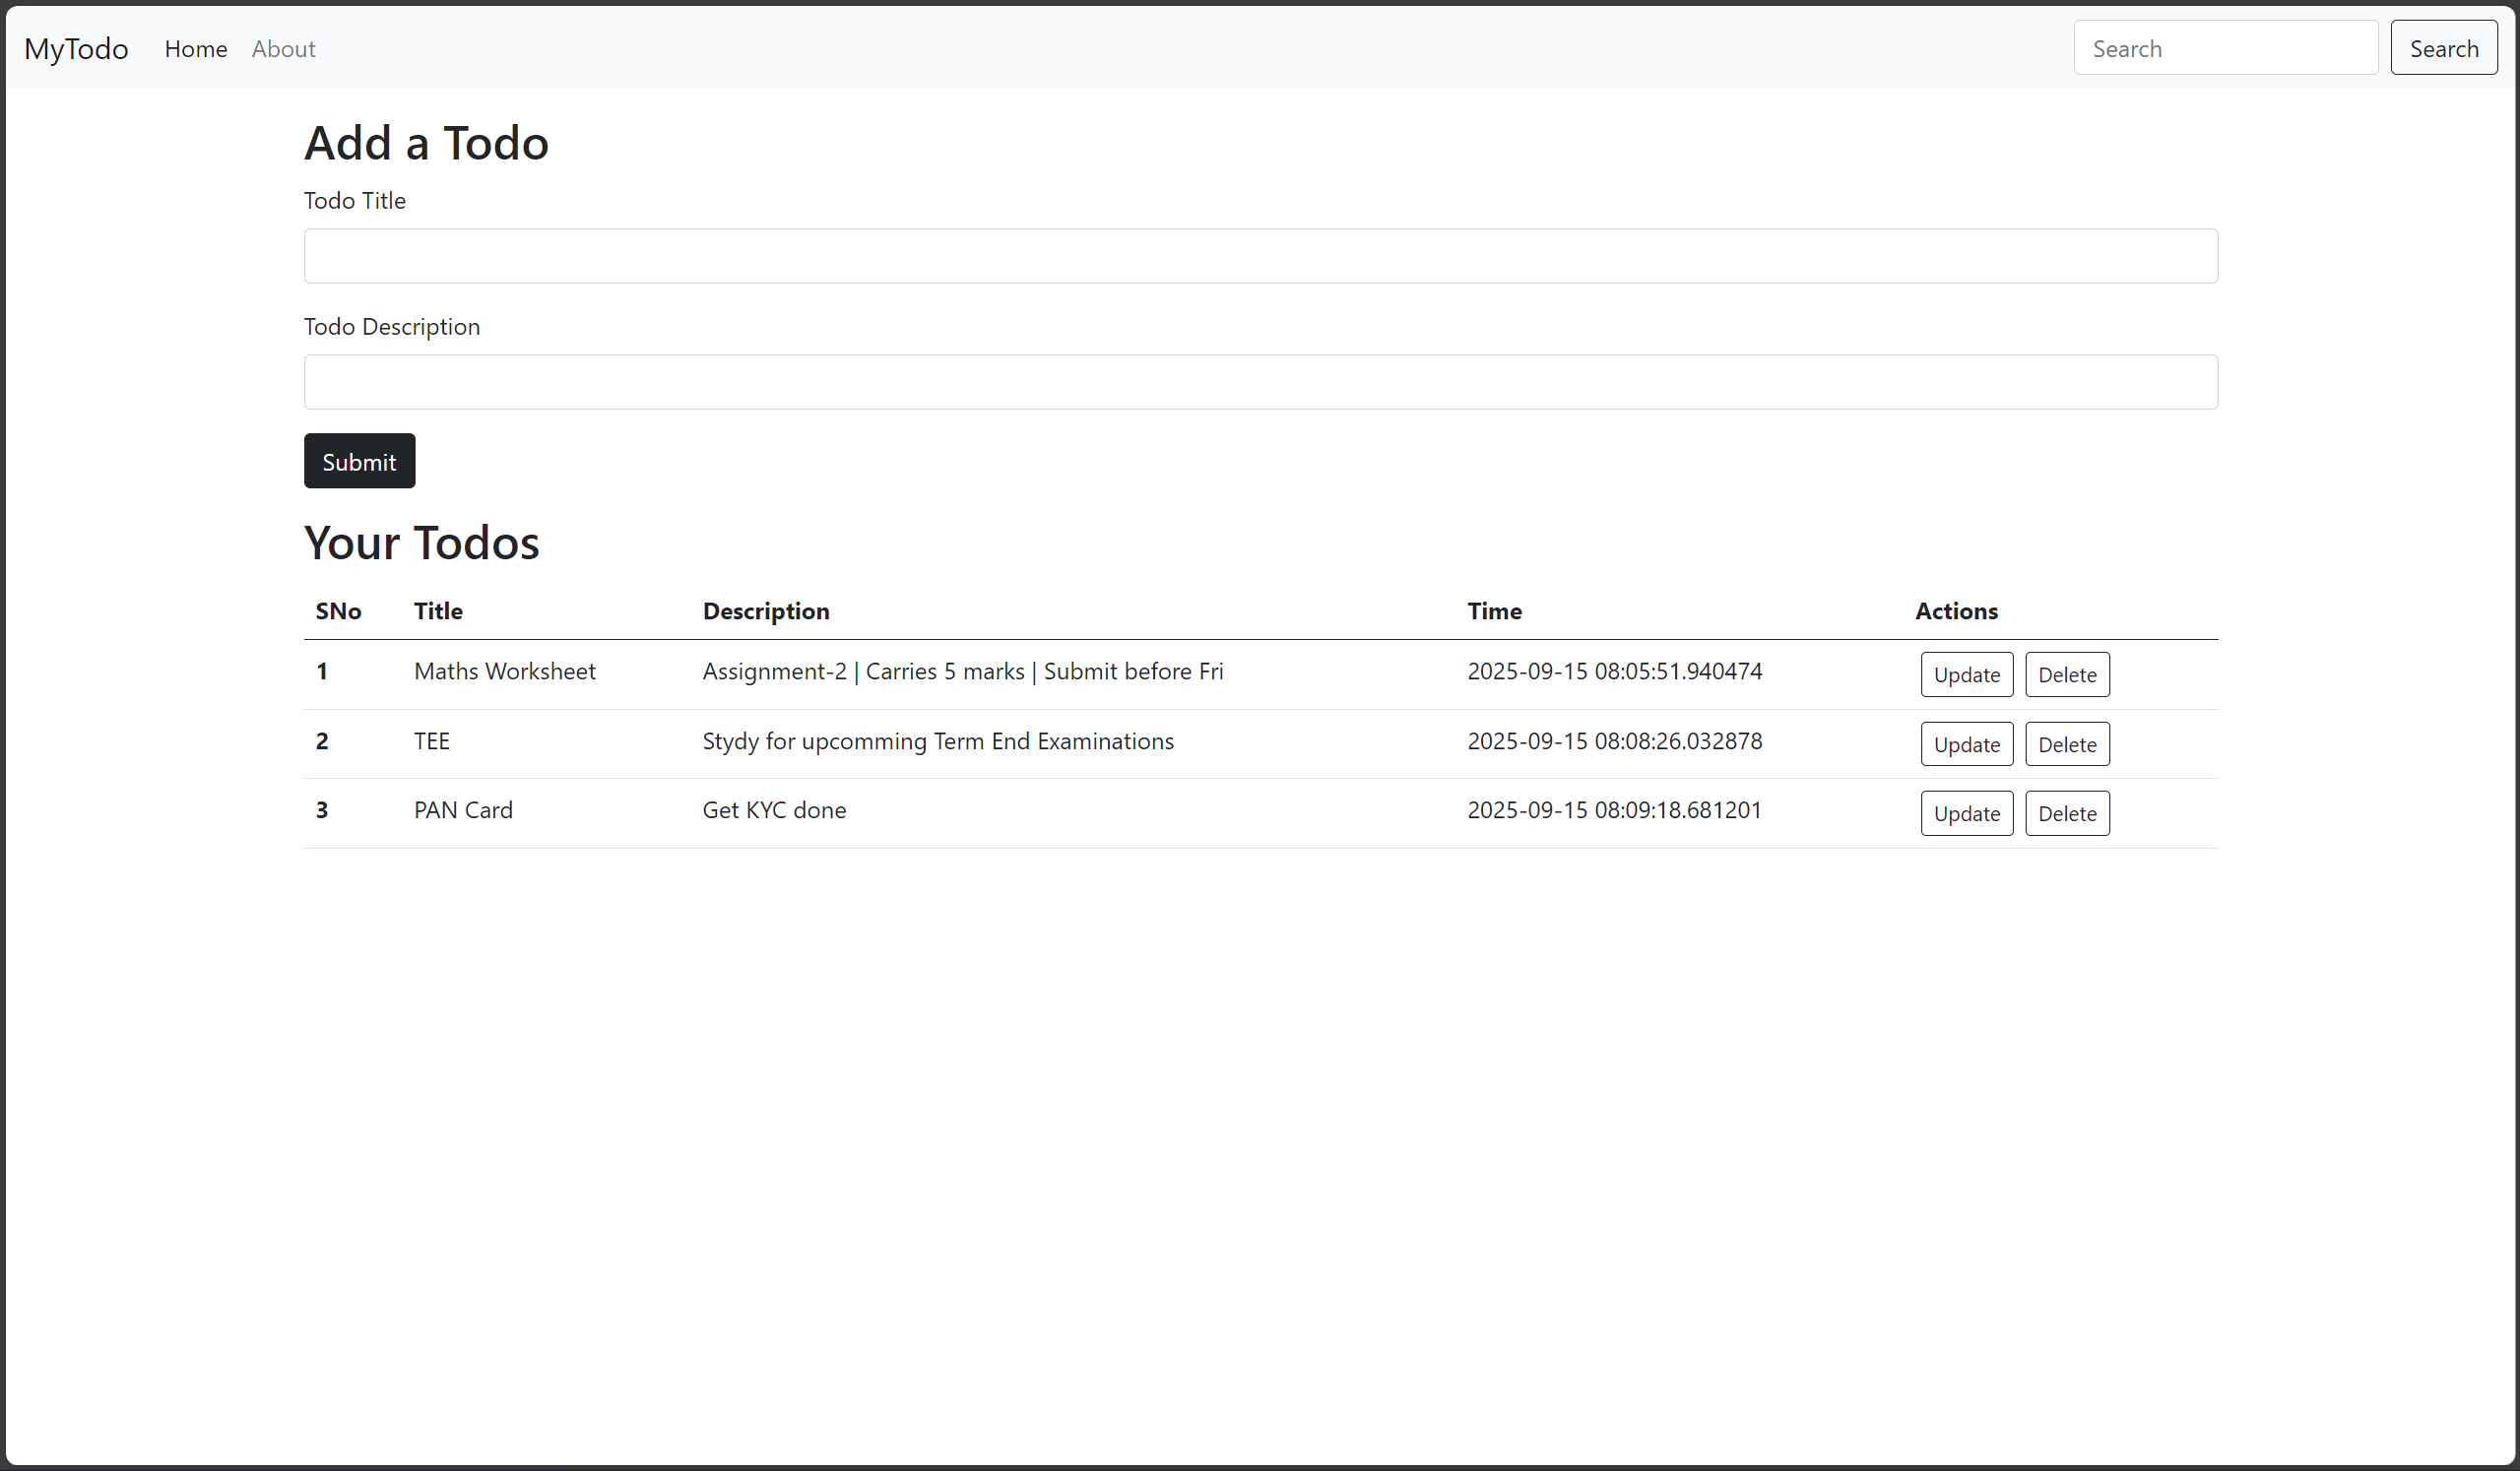 MyTodo Home About Search Search
Add a Todo
Todo Title
Todo Description
Submit
Your Todos
SNo Title Description Time Actions
1 Maths Worksheet Assignment-2 | Carries 5 marks | Submit before Fri 2025-09-15 08:05:51.940474 Update Delete
2 TEE Stydy for upcomming Term End Examinations 2025-09-15 08:08:26.032878 Update Delete
3 PAN Card Get KYC done 2025-09-15 08:09:18.681201 Update Delete